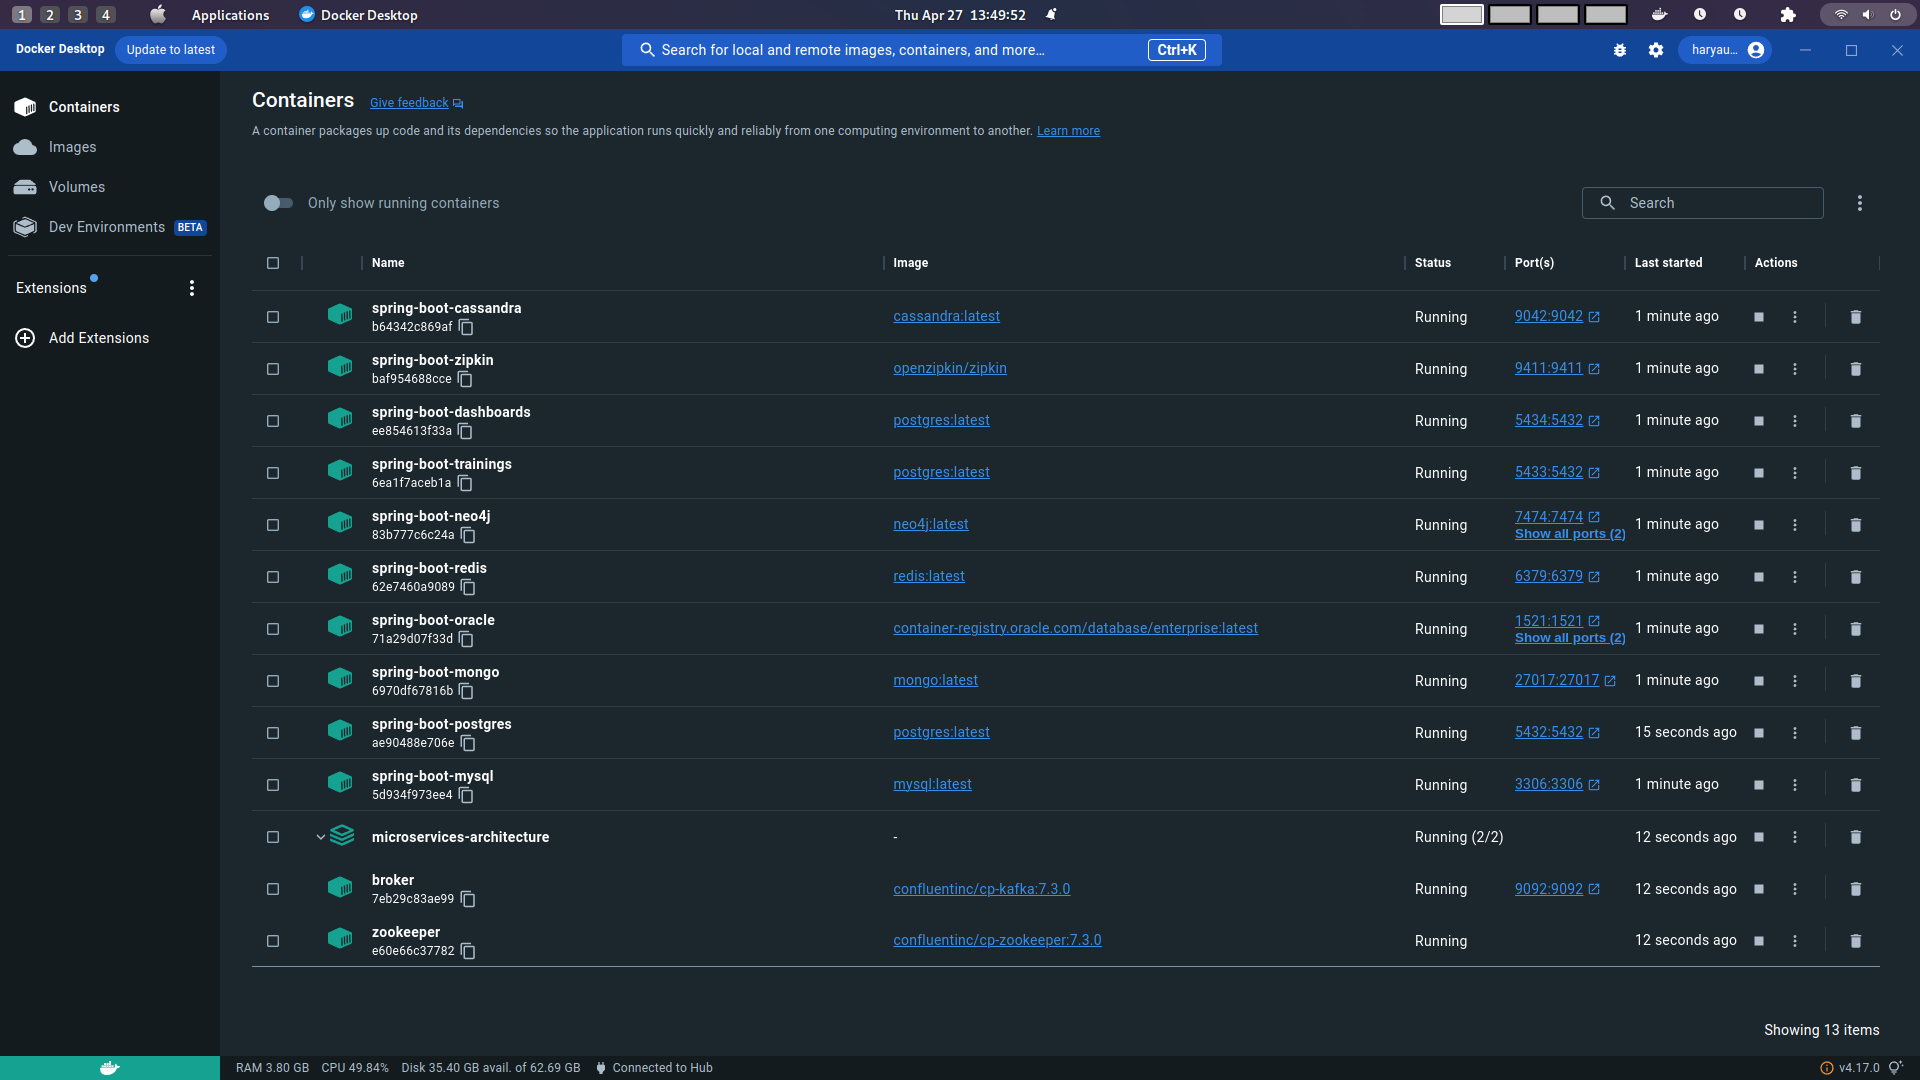 1 2 3 4 Applications Docker Desktop Thu Apr 27 13:49:52
Docker Desktop Update to latest Search for local and remote images, containers, and more... Ctrl+K haryau...
Containers
Images
Volumes
Dev Environments BETA
Extensions
Add Extensions
Containers Give feedback
A container packages up code and its dependencies so the application runs quickly and reliably from one computing environment to another. Learn more
Only show running containers Search
Name Image Status Port(s) Last started Actions
spring-boot-cassandra
b64342c869af cassandra:latest Running 9042:9042 1 minute ago
spring-boot-zipkin
baf954688cce openzipkin/zipkin Running 9411:9411 1 minute ago
spring-boot-dashboards
ee854613f33a postgres:latest Running 5434:5432 1 minute ago
spring-boot-trainings
6ea1f7aceb1a postgres:latest Running 5433:5432 1 minute ago
spring-boot-neo4j
83b777c6c24a neo4j:latest Running 7474:7474 1 minute ago
Show all ports (2)
spring-boot-redis
62e7460a9089 redis:latest Running 6379:6379 1 minute ago
spring-boot-oracle
71a29d07f33d container-registry.oracle.com/database/enterprise:latest Running 1521:1521 1 minute ago
Show all ports (2)
spring-boot-mongo
6970df67816b mongo:latest Running 27017:27017 1 minute ago
spring-boot-postgres
ae90488e706e postgres:latest Running 5432:5432 15 seconds ago
spring-boot-mysql
5d934f973ee4 mysql:latest Running 3306:3306 1 minute ago
microservices-architecture - Running (2/2) 12 seconds ago
broker
7eb29c83ae99 confluentinc/cp-kafka:7.3.0 Running 9092:9092 12 seconds ago
zookeeper
e60e66c37782 confluentinc/cp-zookeeper:7.3.0 Running 12 seconds ago
Showing 13 items
RAM 3.80 GB CPU 49.84% Disk 35.40 GB avail. of 62.69 GB Connected to Hub v4.17.0